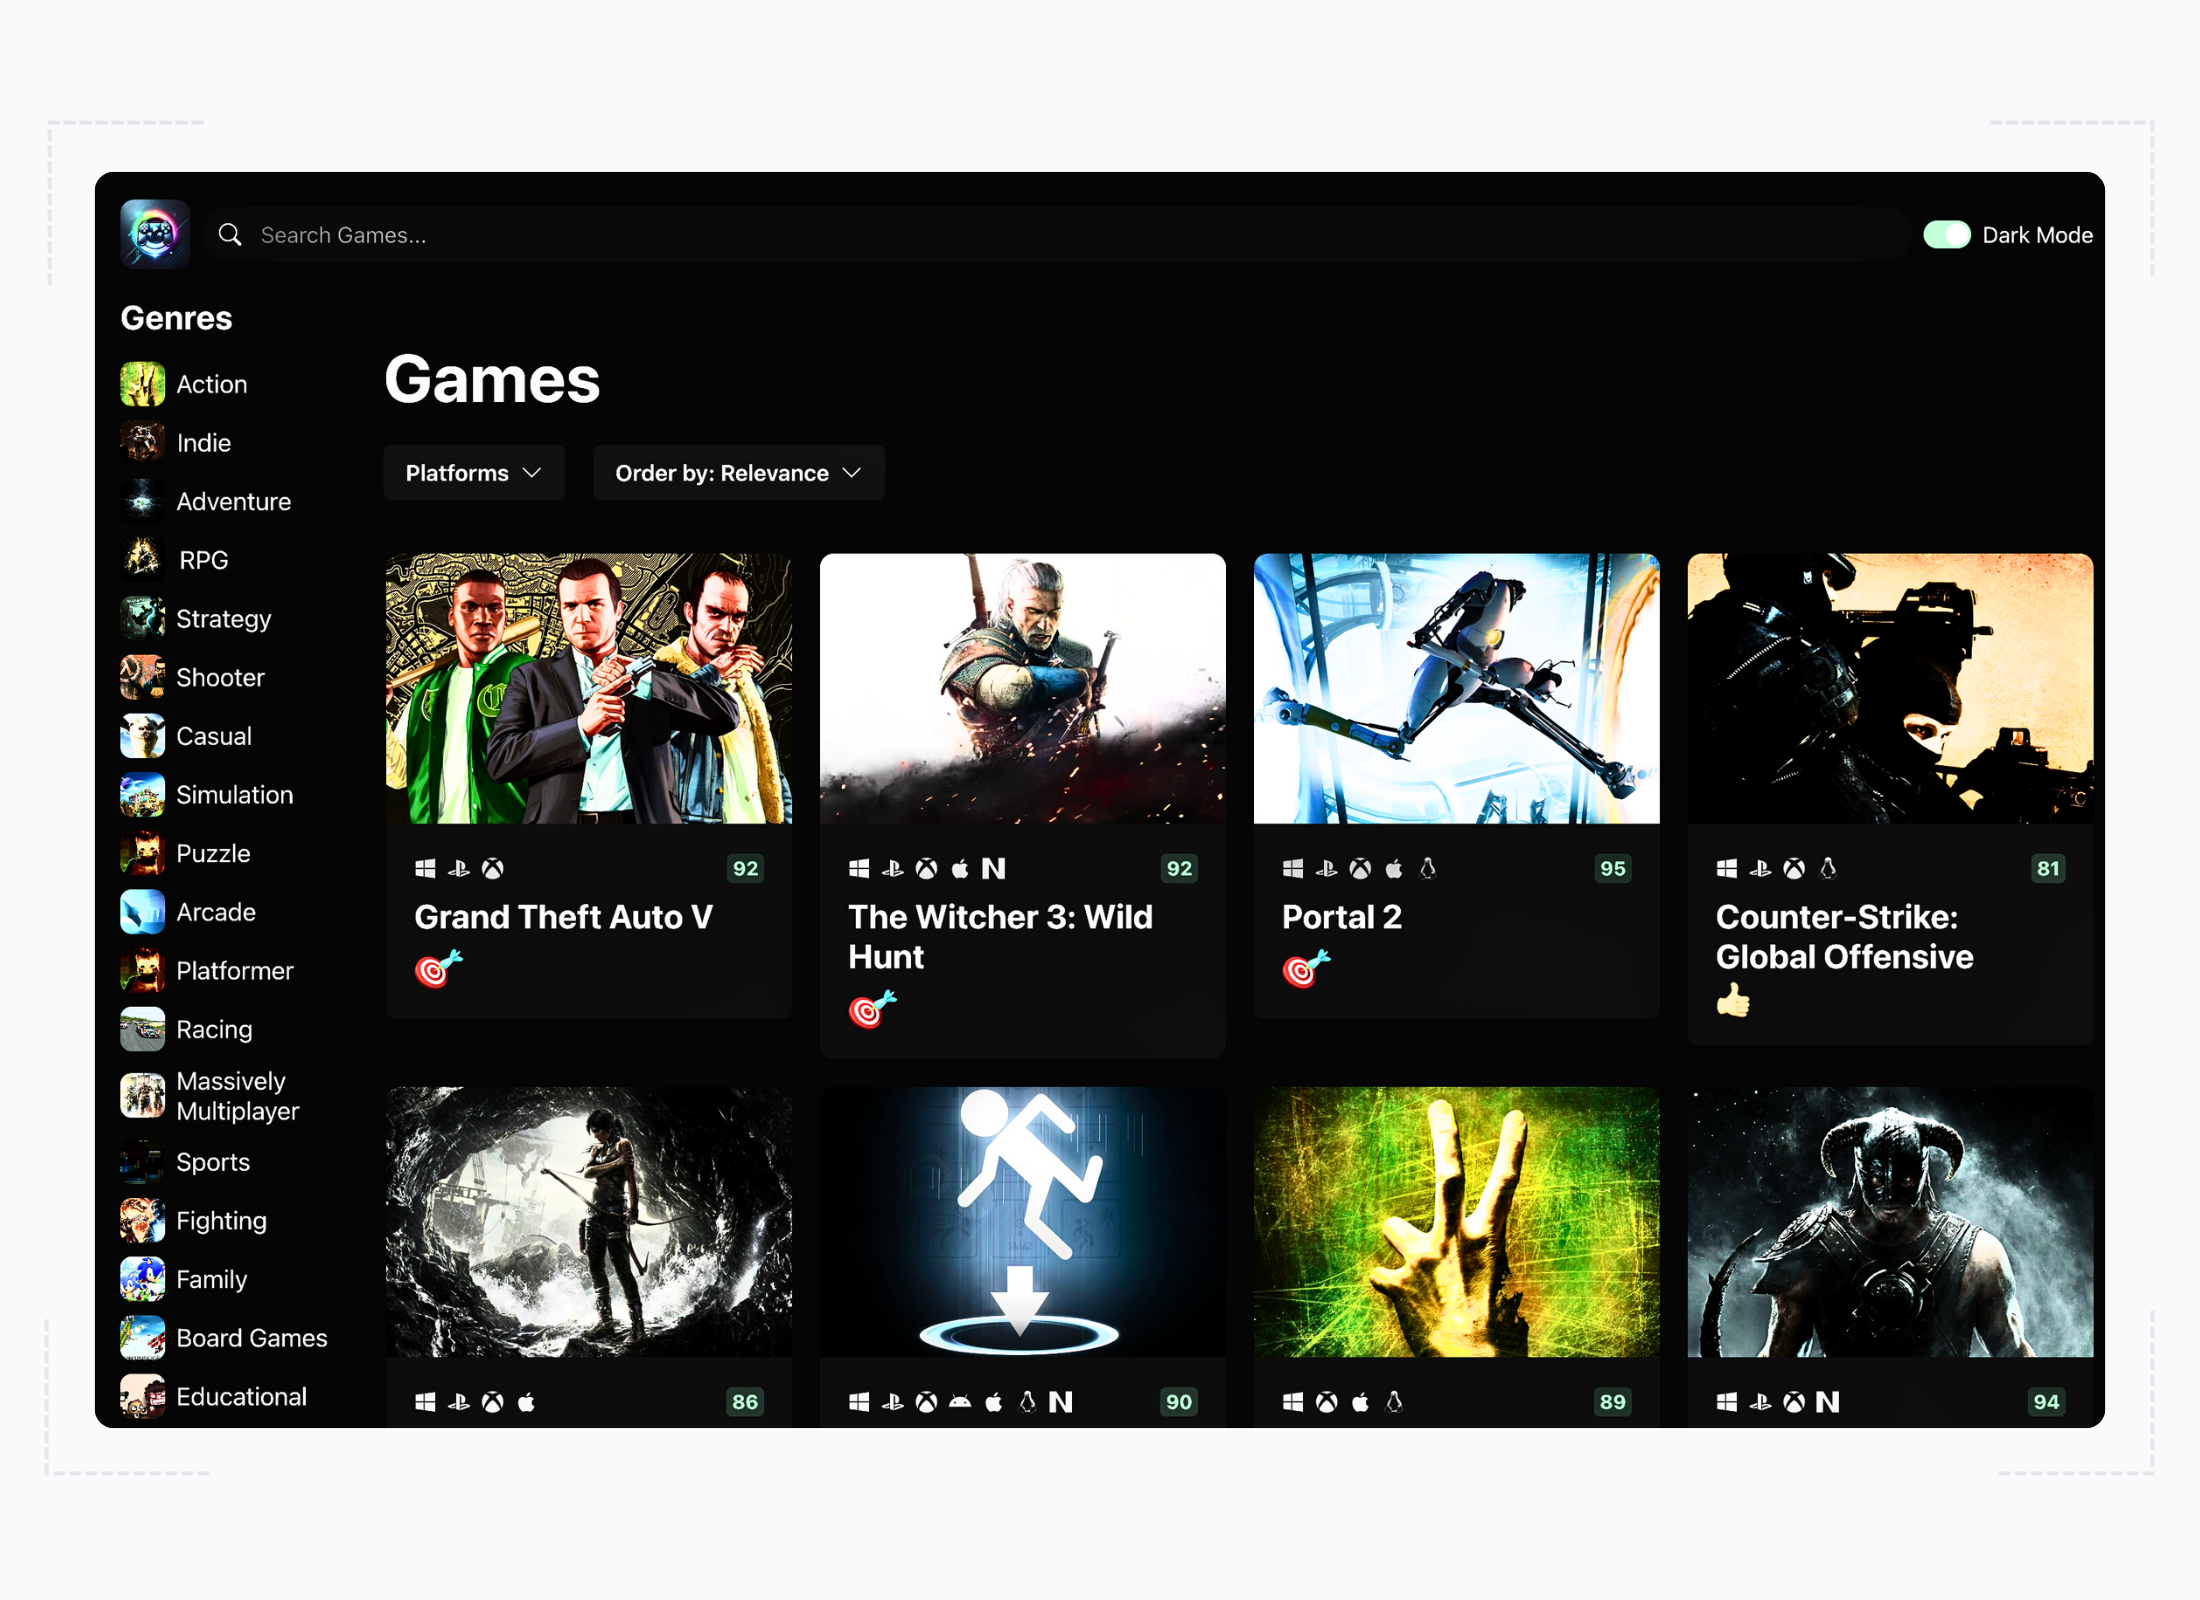 Search Games...
Dark Mode
Genres
Action
Indie
Adventure
RPG
Strategy
Shooter
Casual
Simulation
Puzzle
Arcade
Platformer
Racing
Massively
Multiplayer
Sports
Fighting
Family
Board Games
Educational
Games
Platforms
Order by: Relevance
92
Grand Theft Auto V
92
The Witcher 3: Wild
Hunt
95
Portal 2
81
Counter-Strike:
Global Offensive
86
90
89
94